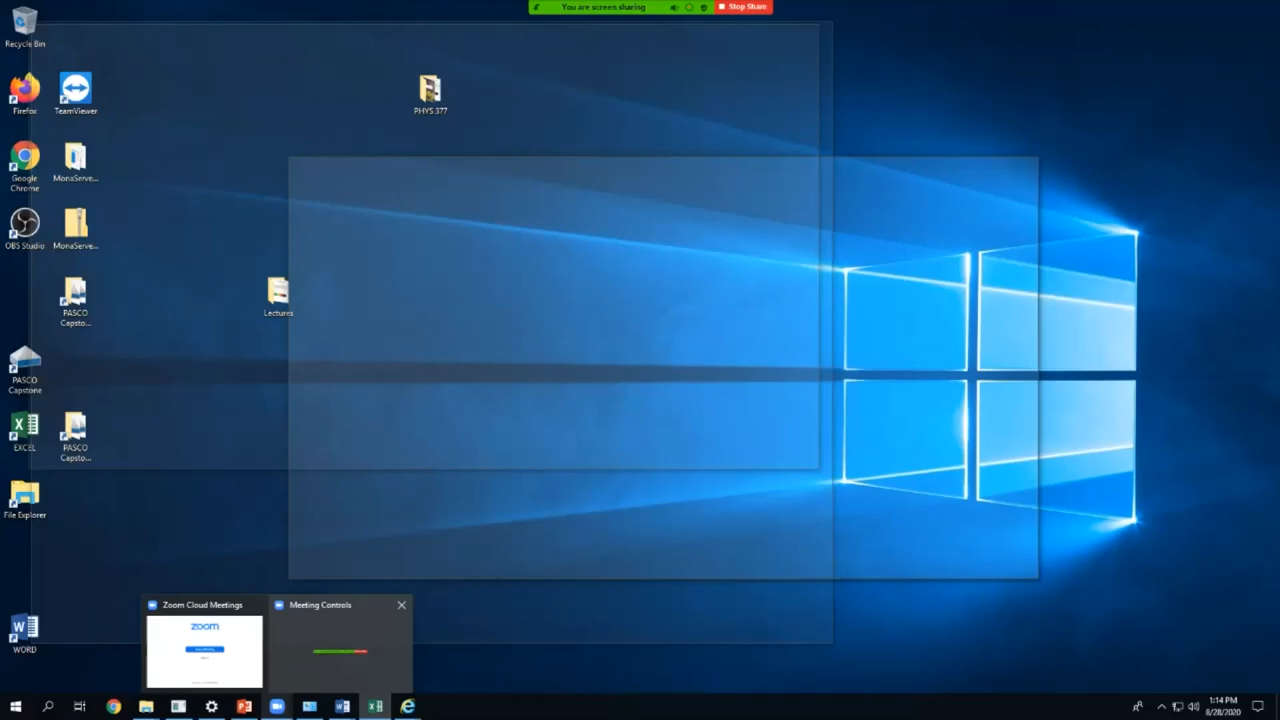 You are screen sharing
Stop Share
Recycle Bin
Firefox
TeamViewer
PHYS 377
Google
Chrome
MonaServe...
OBS Studio
MonaServe...
PASCO
Capsto...
Lectures
PASCO
Capstone
EXCEL
PASCO
Capsto...
File Explorer
WORD
Zoom Cloud Meetings
Meeting Controls
zoom
1:14 PM
8/28/2020